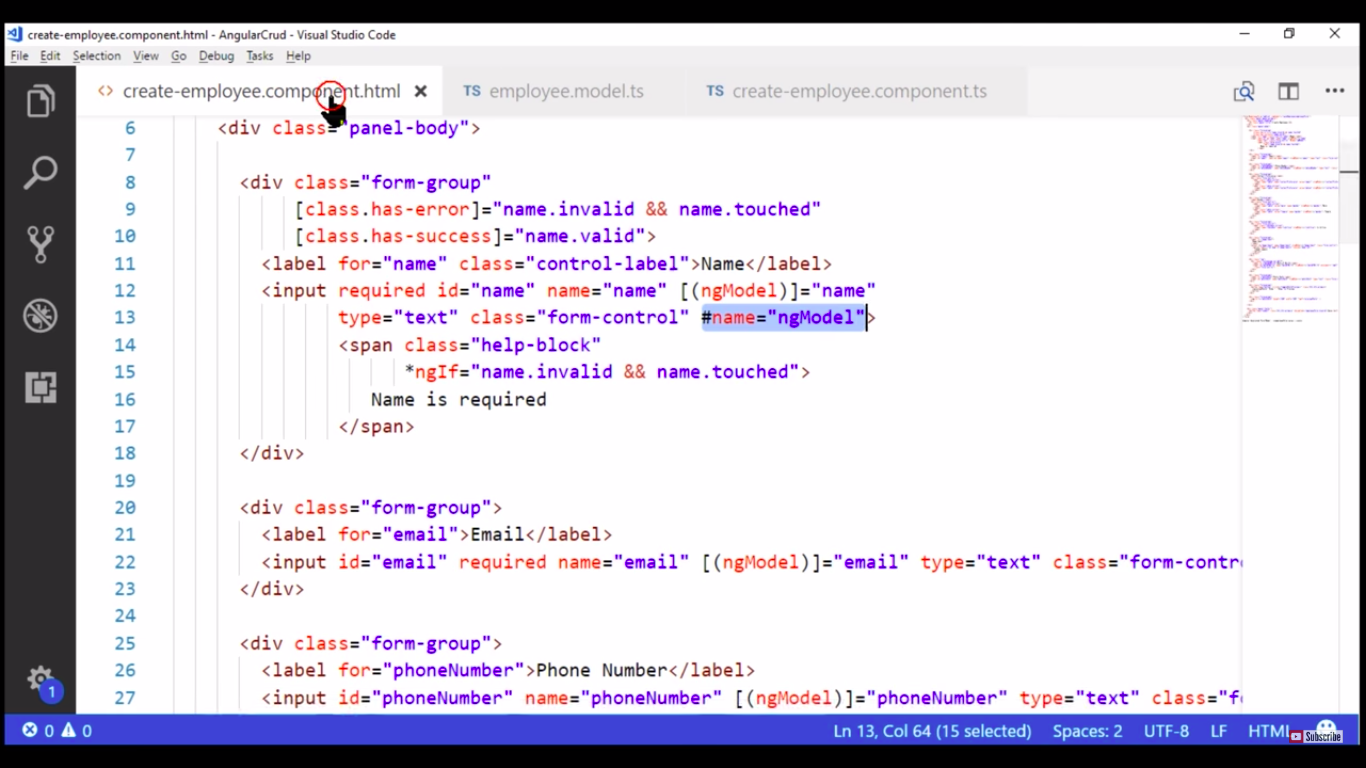 create-employee.component.html - AngularCrud - Visual Studio Code
File Edit Selection View Go Debug Tasks Help
<> create-employee.component.html TS employee.model.ts TS create-employee.component.ts
6 <div class="panel-body">
7
8 <div class="form-group"
9 [class.has-error]="name.invalid && name.touched"
10 [class.has-success]="name.valid">
11 <label for="name" class="control-label">Name</label>
12 <input required id="name" name="name" [(ngModel)]="name"
13 type="text" class="form-control" #name="ngModel">
14 <span class="help-block"
15 *ngIf="name.invalid && name.touched">
16 Name is required
17 </span>
18 </div>
19
20 <div class="form-group">
21 <label for="email">Email</label>
22 <input id="email" required name="email" [(ngModel)]="email" type="text" class="form-contr
23 </div>
24
25 <div class="form-group">
26 <label for="phoneNumber">Phone Number</label>
27 <input id="phoneNumber" name="phoneNumber" [(ngModel)]="phoneNumber" type="text" class="f
1
0 0 Ln 13, Col 64 (15 selected) Spaces: 2 UTF-8 LF HTML
Subscribe